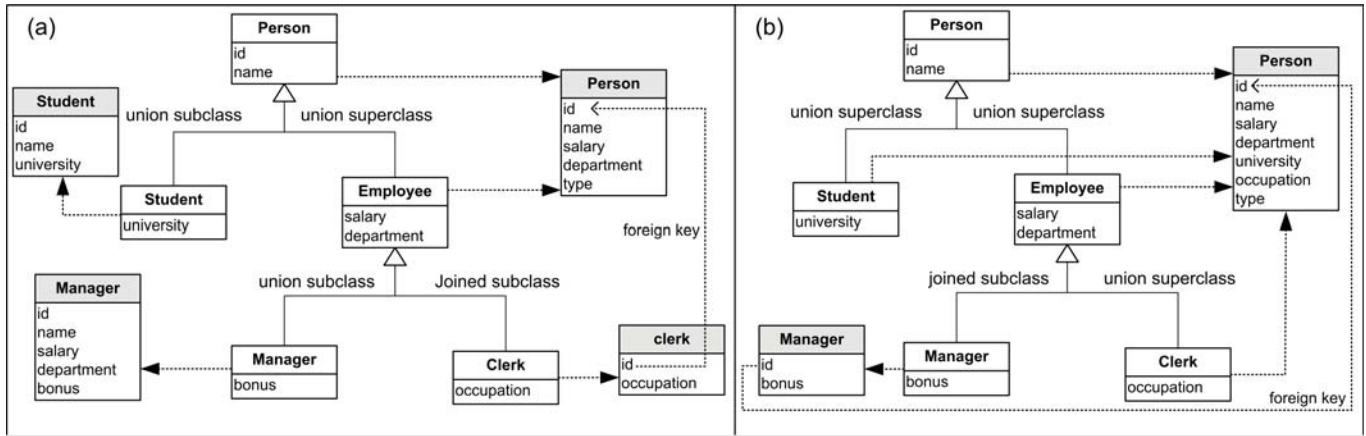 (a)
Person
id
name
Person
id
name
salary
department
type
Student
id
name
university
union subclass
union superclass
Student
university
Employee
salary
department
foreign key
union subclass
Joined subclass
Manager
id
name
salary
department
bonus
Manager
bonus
Clerk
occupation
clerk
id
occupation
(b)
Person
id
name
Person
id
name
salary
department
university
occupation
type
union superclass
union superclass
Student
university
Employee
salary
department
joined subclass
union superclass
Manager
id
bonus
Manager
bonus
Clerk
occupation
foreign key